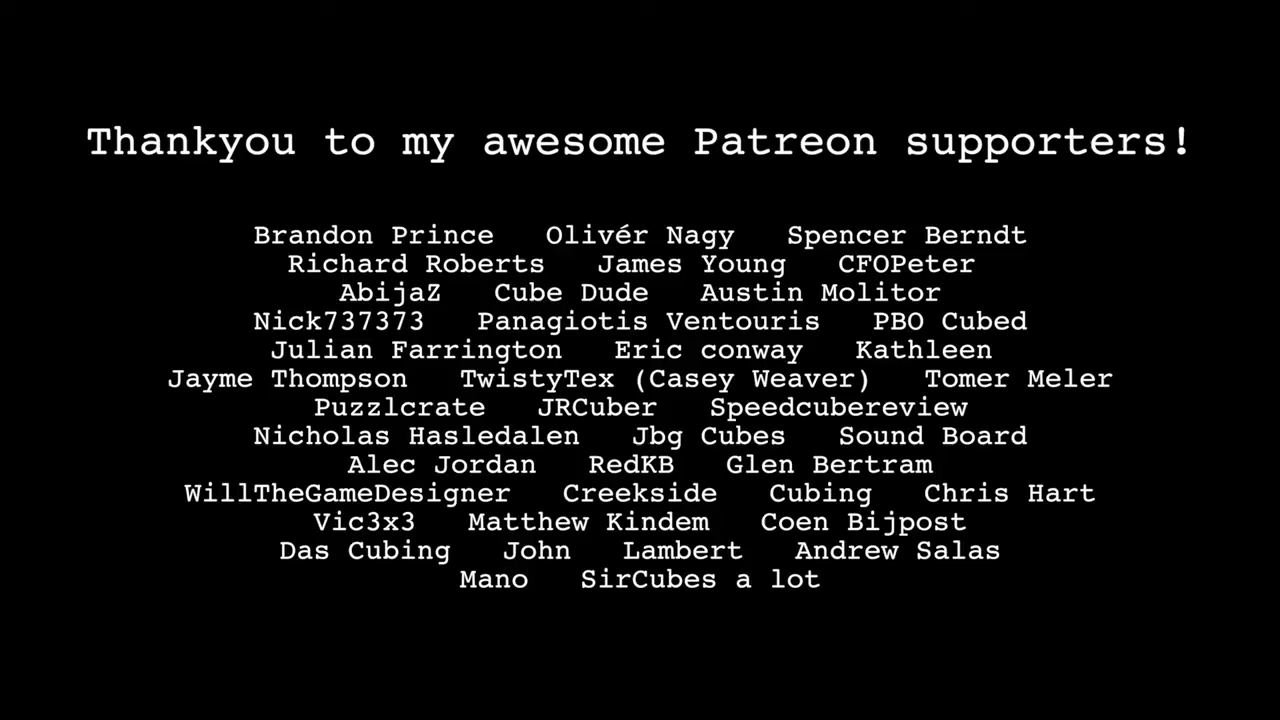 Thankyou to my awesome Patreon supporters!
Brandon Prince Olivér Nagy Spencer Berndt
Richard Roberts James Young CFOPeter
AbijaZ Cube Dude Austin Molitor
Nick737373 Panagiotis Ventouris PBO Cubed
Julian Farrington Eric conway Kathleen
Jayme Thompson TwistyTex (Casey Weaver) Tomer Meler
Puzzlcrate JRCuber Speedcubereview
Nicholas Hasledalen Jbg Cubes Sound Board
Alec Jordan RedKB Glen Bertram
WillTheGameDesigner Creekside Cubing Chris Hart
Vic3x3 Matthew Kindem Coen Bijpost
Das Cubing John Lambert Andrew Salas
Mano SirCubes a lot